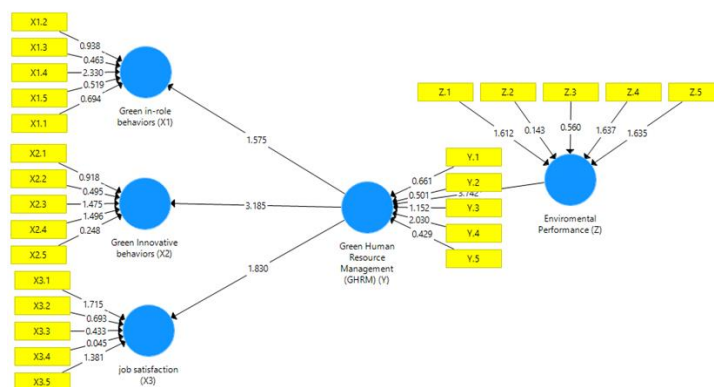 X1.2
X1.3
X1.4
X1.5
X1.1
0.938
0.463
2.330
0.519
0.694
Green in-role
behaviors (X1)
X2.1
X2.2
X2.3
X2.4
X2.5
0.918
0.495
1.475
1.496
0.248
Green Innovative
behaviors (X2)
X3.1
X3.2
X3.3
X3.4
X3.5
1.715
0.693
0.433
0.045
1.381
job satisfaction
(X3)
1.575
3.185
1.830
Green Human
Resource
Management
(GHRM) (Y)
0.661
0.501
1.152
2.030
0.429
Y.1
Y.2
Y.3
Y.4
Y.5
3.742
Z.1
Z.2
Z.3
Z.4
Z.5
1.612
0.143
0.560
1.637
1.635
Enviromental
Performance (Z)